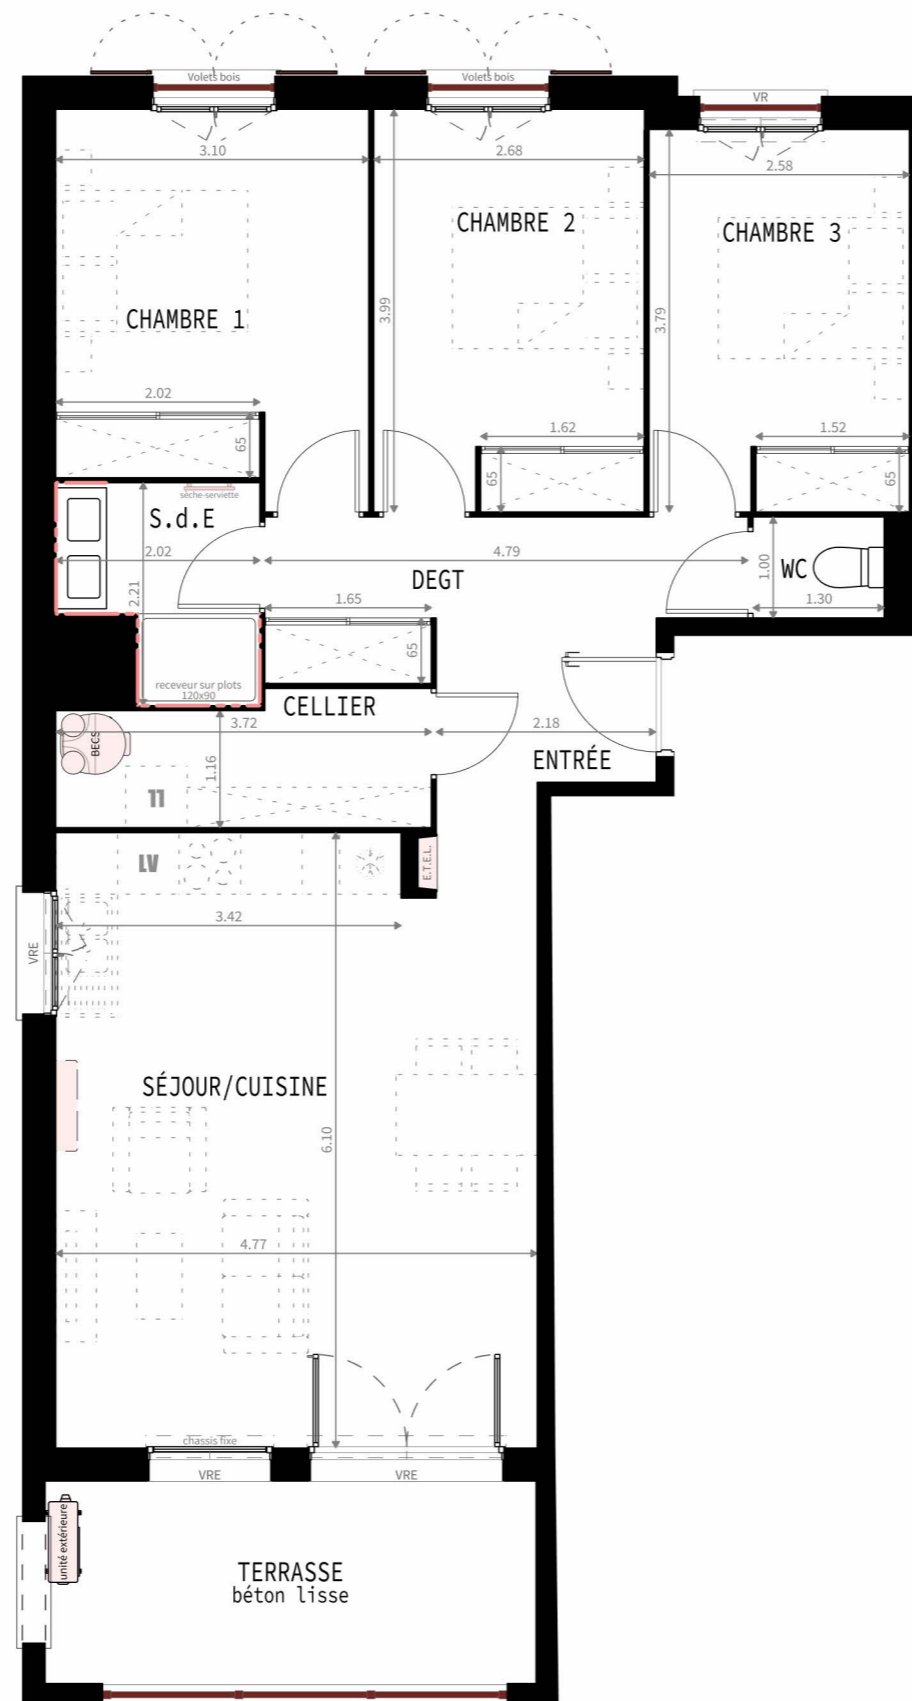 Volets bois
Volets bois
VR
3.10
2.68
2.58
CHAMBRE 2
CHAMBRE 3
3.99
CHAMBRE 1
3.79
2.02
1.62
1.52
65
65
65
sèche-serviette
S.d.E
2.02
4.79
1.00
WC
DEGT
2.21
1.65
1.30
65
receveur sur plots
120x90
CELLIER
3.72
2.18
BECS
ENTRÉE
1.16
11
LV
E.T.E.L.
3.42
VRE
SÉJOUR/CUISINE
6.10
4.77
chassis fixe
VRE
VRE
unité extérieure
TERRASSE
béton lisse